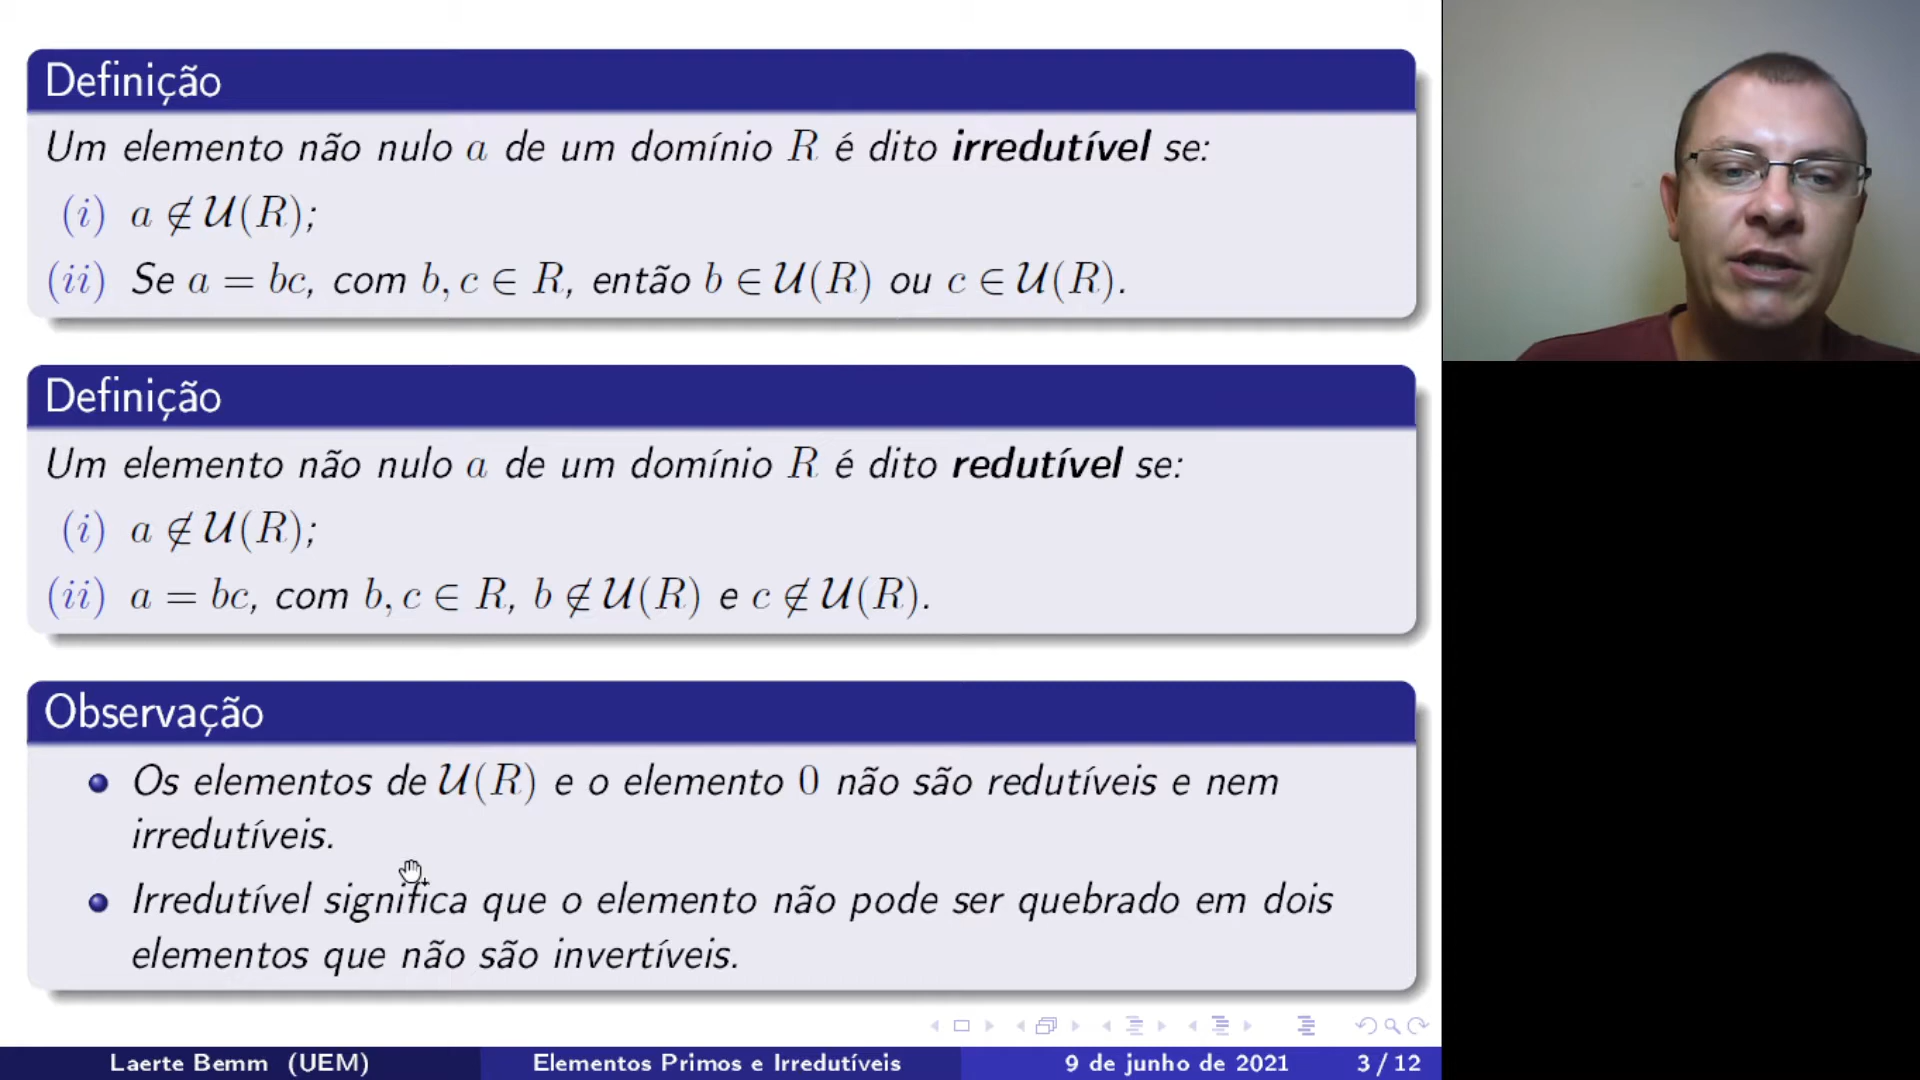 Definição
Um elemento não nulo a de um domínio R é dito irredutível se:
(i) a ∉ U(R);
(ii) Se a = bc, com b, c ∈ R, então b ∈ U(R) ou c ∈ U(R).
Definição
Um elemento não nulo a de um domínio R é dito redutível se:
(i) a ∉ U(R);
(ii) a = bc, com b, c ∈ R, b ∉ U(R) e c ∉ U(R).
Observação
Os elementos de U(R) e o elemento 0 não são redutíveis e nem
irredutíveis.
Irredutível significa que o elemento não pode ser quebrado em dois
elementos que não são invertíveis.
Laerte Bemm (UEM) Elementos Primos e Irredutíveis 9 de junho de 2021 3 / 12